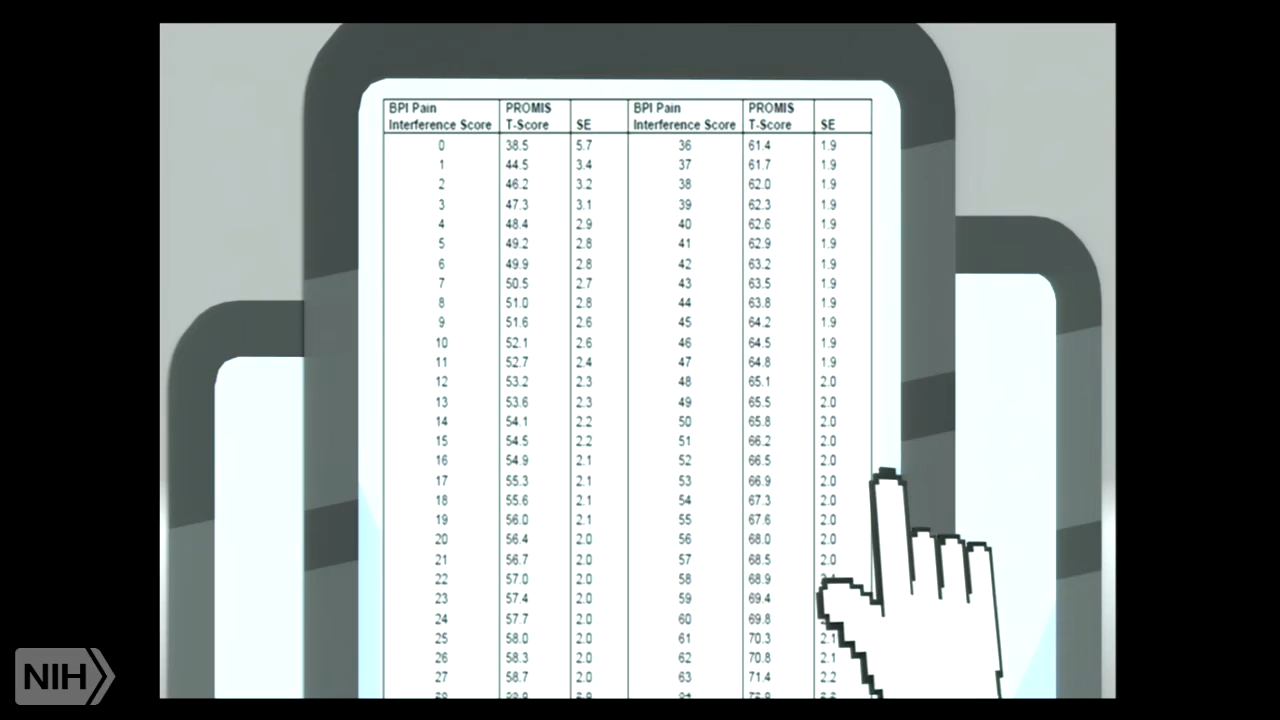 BPI Pain Interference Score PROMIS T-Score SE BPI Pain Interference Score PROMIS T-Score SE
0 38.5 5.7 36 61.4 1.9
1 44.5 3.4 37 61.7 1.9
2 46.2 3.2 38 62.0 1.9
3 47.3 3.1 39 62.3 1.9
4 48.4 2.9 40 62.6 1.9
5 49.2 2.8 41 62.9 1.9
6 49.9 2.8 42 63.2 1.9
7 50.5 2.7 43 63.5 1.9
8 51.0 2.8 44 63.8 1.9
9 51.6 2.6 45 64.2 1.9
10 52.1 2.6 46 64.5 1.9
11 52.7 2.4 47 64.8 1.9
12 53.2 2.3 48 65.1 2.0
13 53.6 2.3 49 65.5 2.0
14 54.1 2.2 50 65.8 2.0
15 54.5 2.2 51 66.2 2.0
16 54.9 2.1 52 66.5 2.0
17 55.3 2.1 53 66.9 2.0
18 55.6 2.1 54 67.3 2.0
19 56.0 2.1 55 67.6 2.0
20 56.4 2.0 56 68.0 2.0
21 56.7 2.0 57 68.5 2.0
22 57.0 2.0 58 68.9
23 57.4 2.0 59 69.4
24 57.7 2.0 60 69.8
25 58.0 2.0 61 70.3 2.1
26 58.3 2.0 62 70.8 2.1
27 58.7 2.0 63 71.4 2.2
NIH